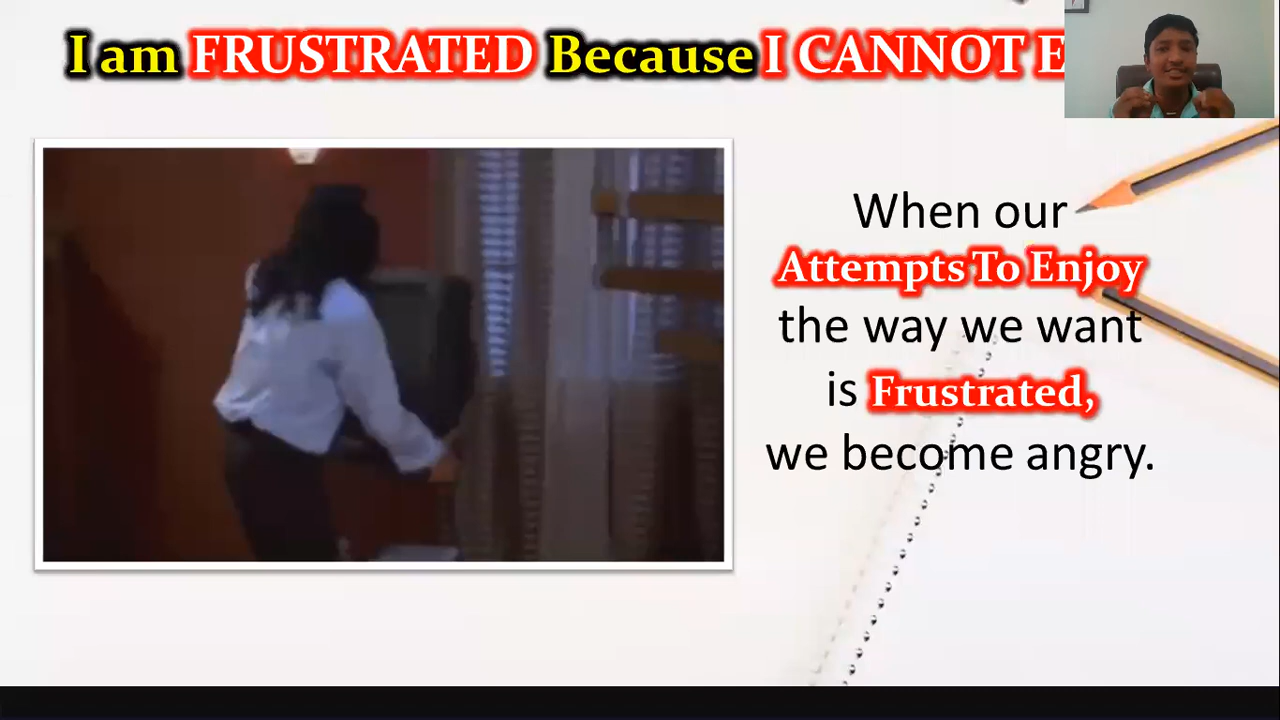 I am FRUSTRATED Because I CANNOT E
When our
Attempts To Enjoy
the way we want
is Frustrated,
we become angry.